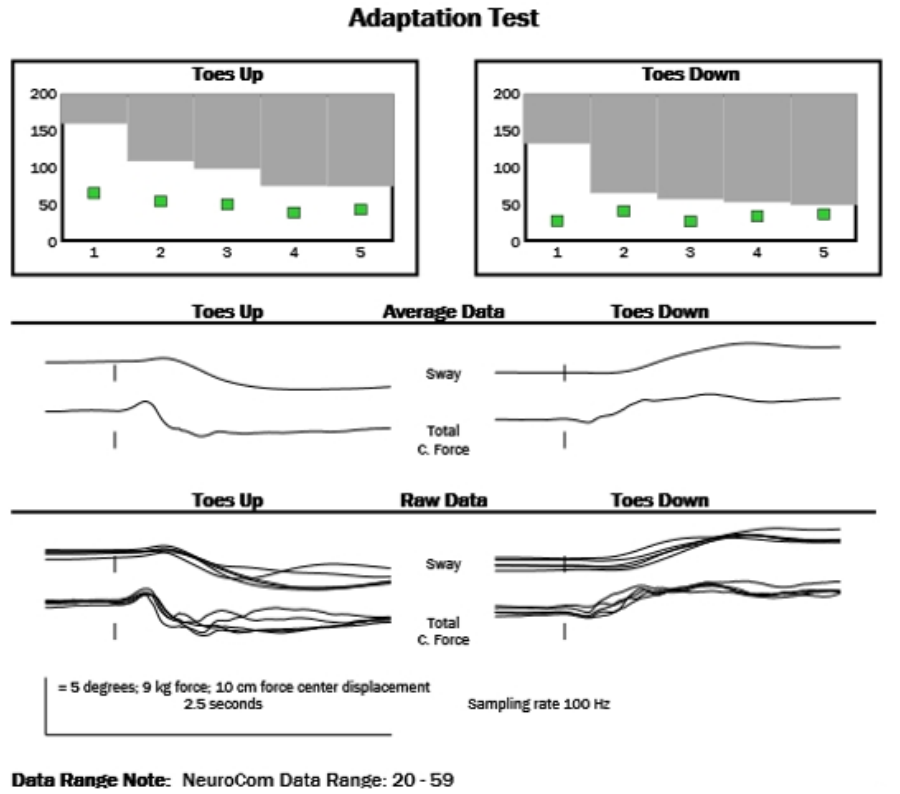 Adaptation Test
Toes Up
200
150
100
50
0
1 2 3 4 5
Toes Down
200
150
100
50
0
1 2 3 4 5
Toes Up Average Data Toes Down
Sway
Total
C. Force
Toes Up Raw Data Toes Down
Sway
Total
C. Force
= 5 degrees; 9 kg force; 10 cm force center displacement
2.5 seconds Sampling rate 100 Hz
Data Range Note: NeuroCom Data Range: 20 - 59